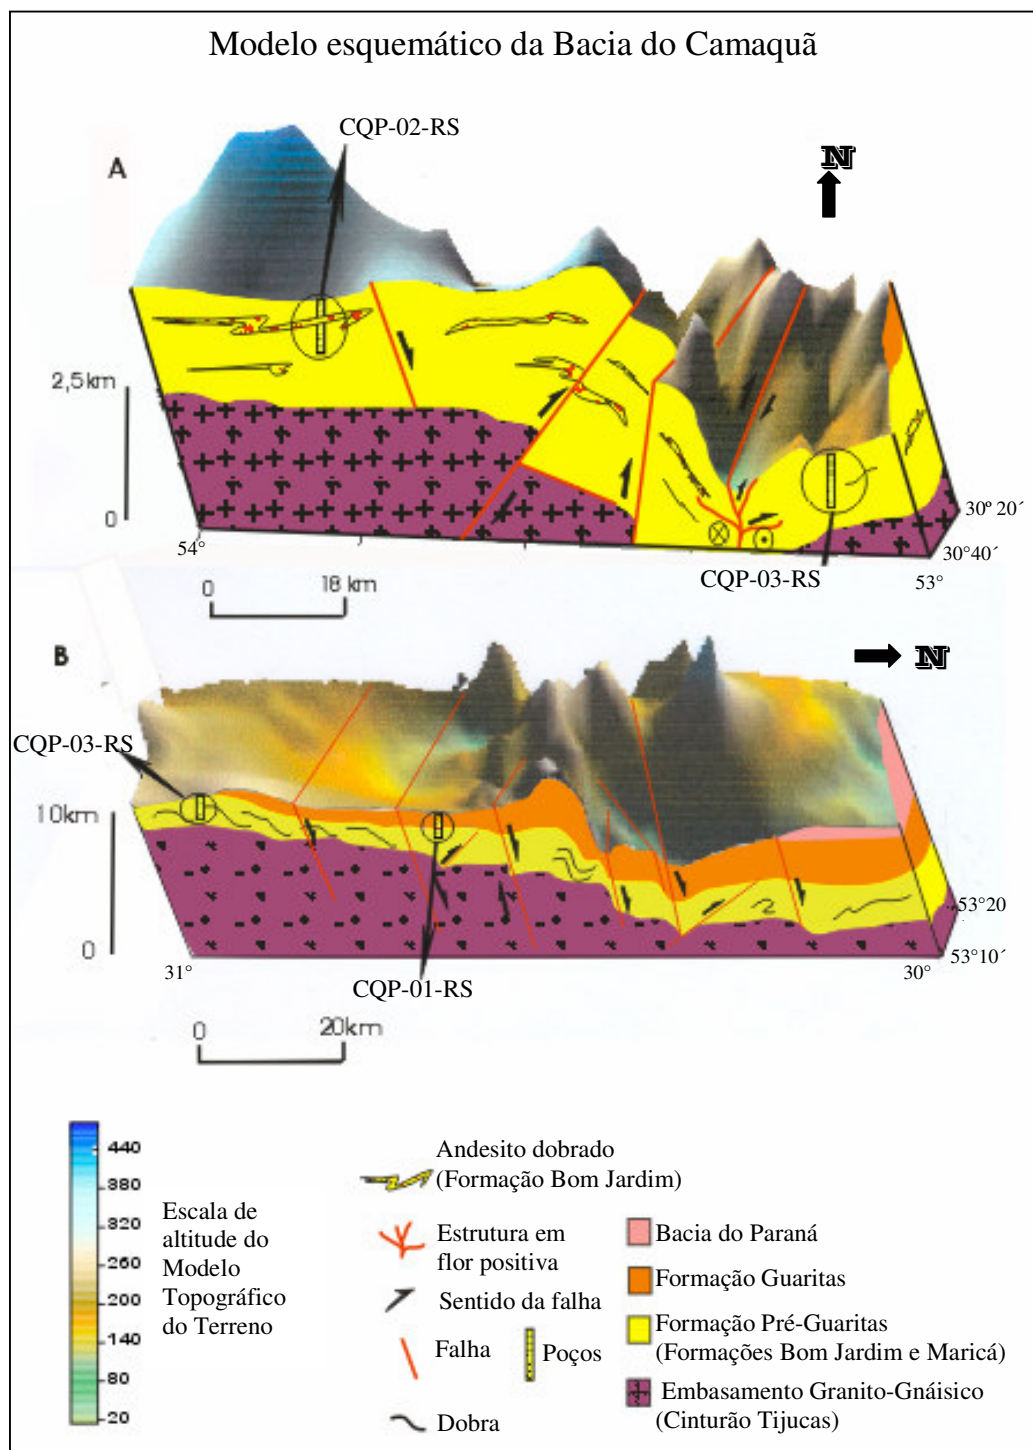 Modelo esquemático da Bacia do Camaquã
CQP-02-RS
A
N
2,5km
0
54°
30º 20´
30°40´
53°
CQP-03-RS
0 18 km
B
N
CQP-03-RS
10km
0
31°
CQP-01-RS
53°20
30°
53°10´
0 20km
440
380
320
260
200
140
80
20
Escala de
altitude do
Modelo
Topográfico
do Terreno
Andesito dobrado
(Formação Bom Jardim)
Estrutura em
flor positiva
Sentido da falha
Falha
Poços
Dobra
Bacia do Paraná
Formação Guaritas
Formação Pré-Guaritas
(Formações Bom Jardim e Maricá)
Embasamento Granito-Gnáisico
(Cinturão Tijucas)